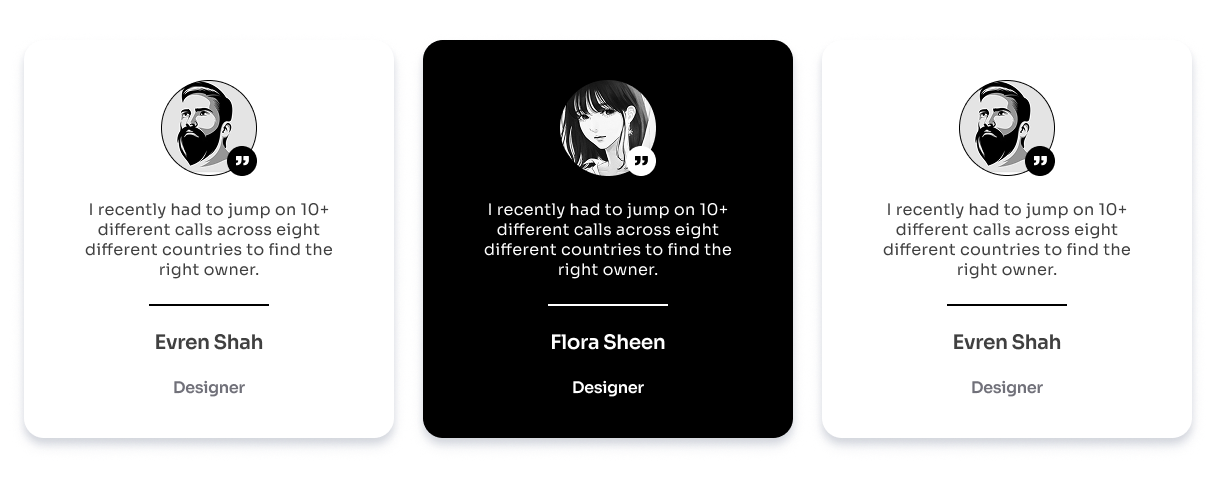 I recently had to jump on 10+
different calls across eight
different countries to find the
right owner.
Evren Shah
Designer
I recently had to jump on 10+
different calls across eight
different countries to find the
right owner.
Flora Sheen
Designer
I recently had to jump on 10+
different calls across eight
different countries to find the
right owner.
Evren Shah
Designer